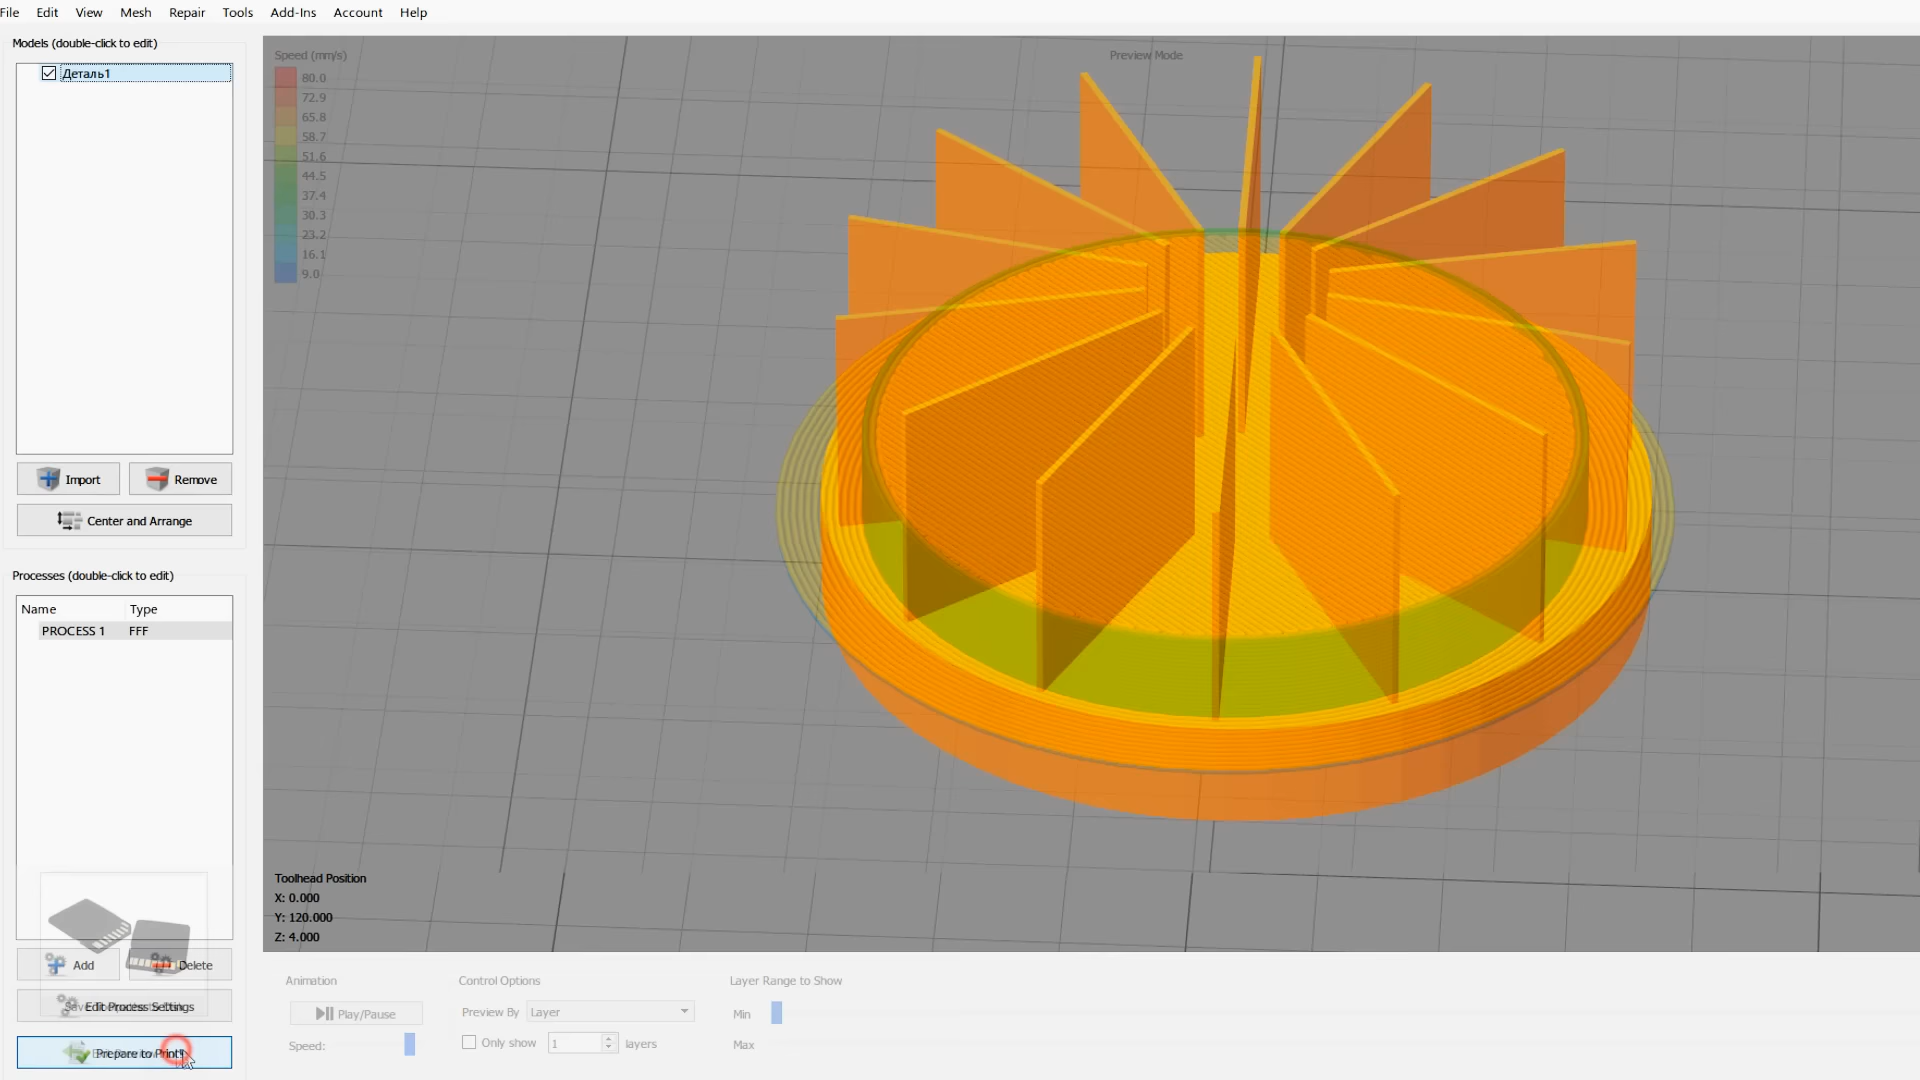 File Edit View Mesh Repair Tools Add-Ins Account Help
Models (double-click to edit)
Деталь1
Import Remove
Center and Arrange
Processes (double-click to edit)
Name Type
PROCESS 1 FFF
Add Delete
Edit Process Settings
Prepare to Print!
Speed (mm/s)
80.0
72.9
65.8
58.7
51.6
44.5
37.4
30.3
23.2
16.1
9.0
Preview Mode
Toolhead Position
X: 0.000
Y: 120.000
Z: 4.000
Animation
Play/Pause
Speed:
Control Options
Preview By Layer
Only show 1 layers
Layer Range to Show
Min
Max